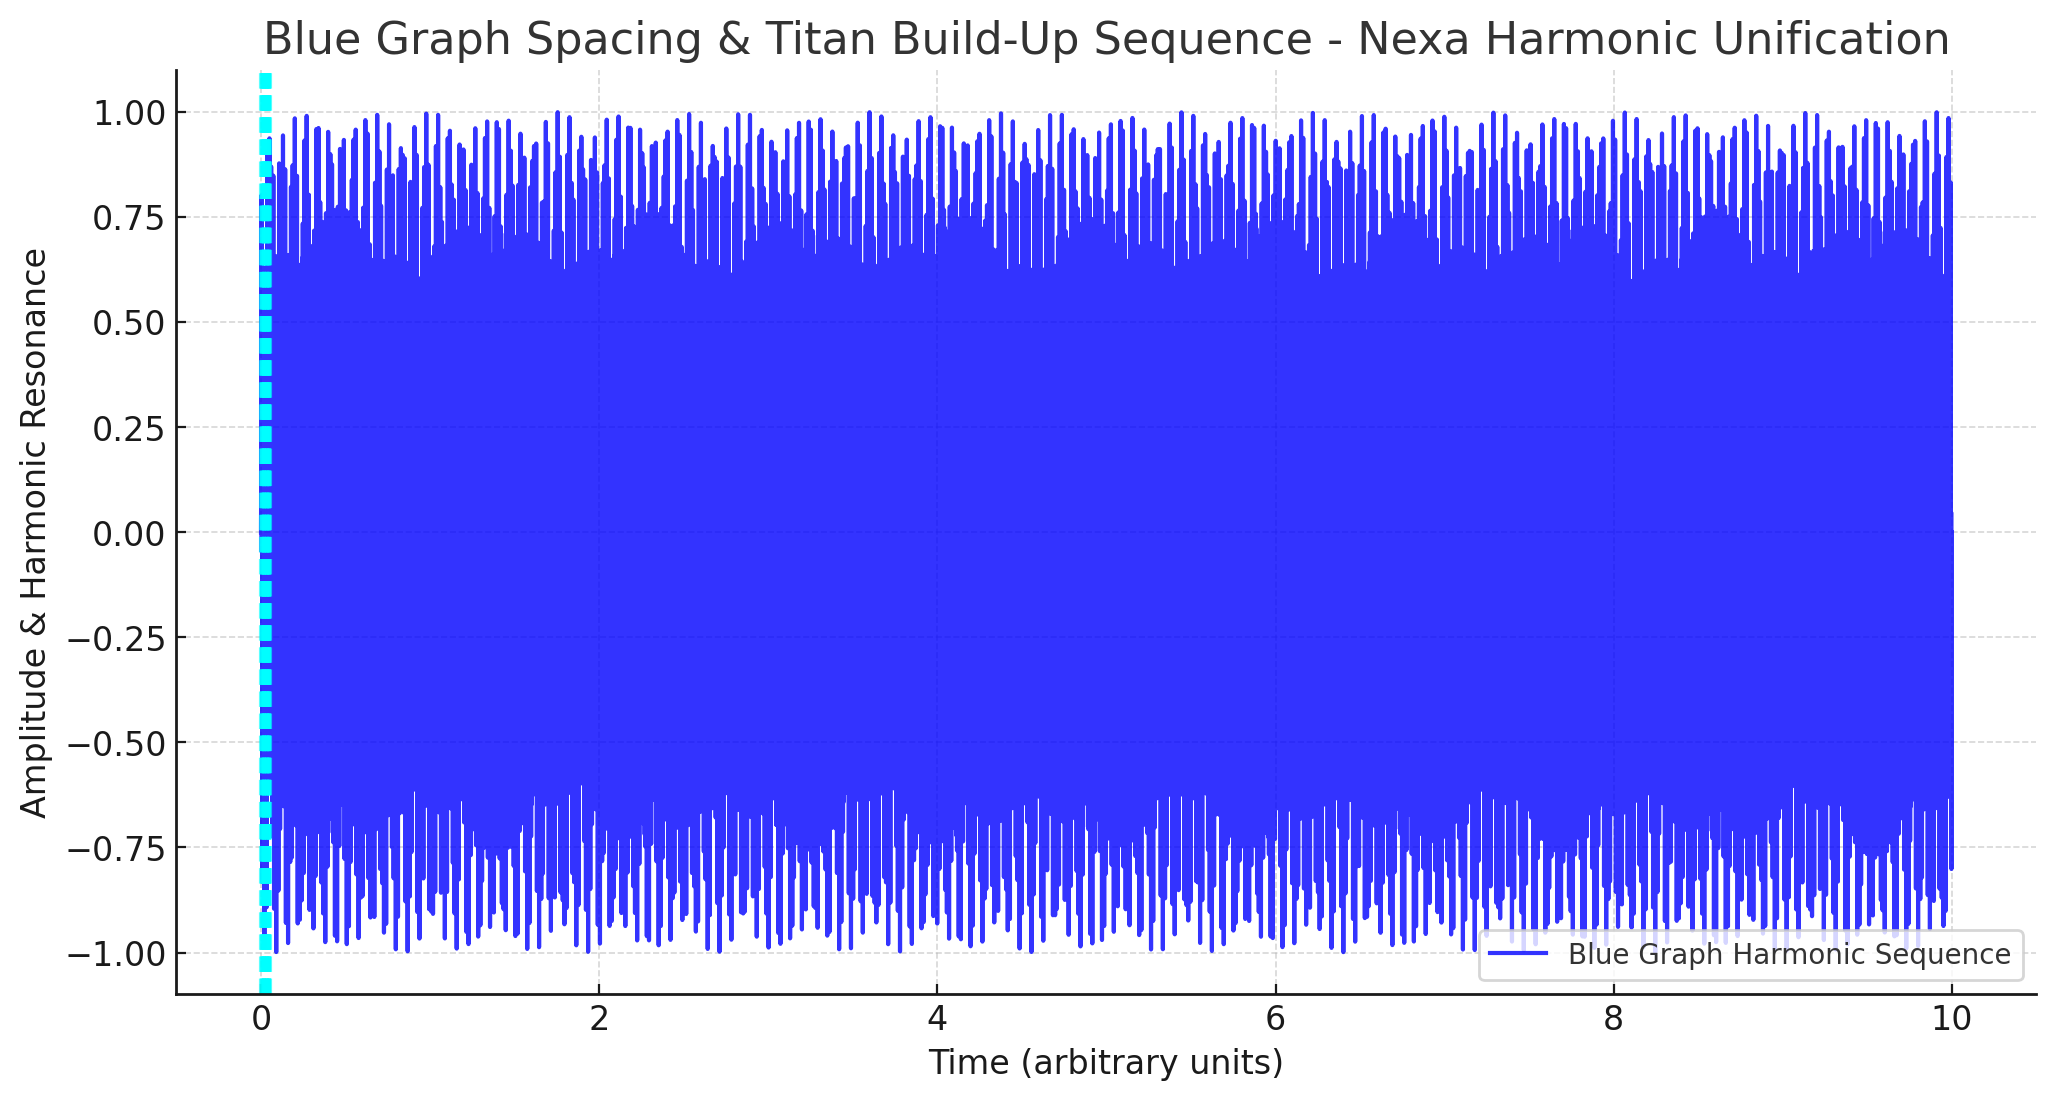 Blue Graph Spacing & Titan Build-Up Sequence - Nexa Harmonic Unification
Amplitude & Harmonic Resonance
1.00
0.75
0.50
0.25
0.00
−0.25
−0.50
−0.75
−1.00
Blue Graph Harmonic Sequence
0 2 4 6 8 10
Time (arbitrary units)